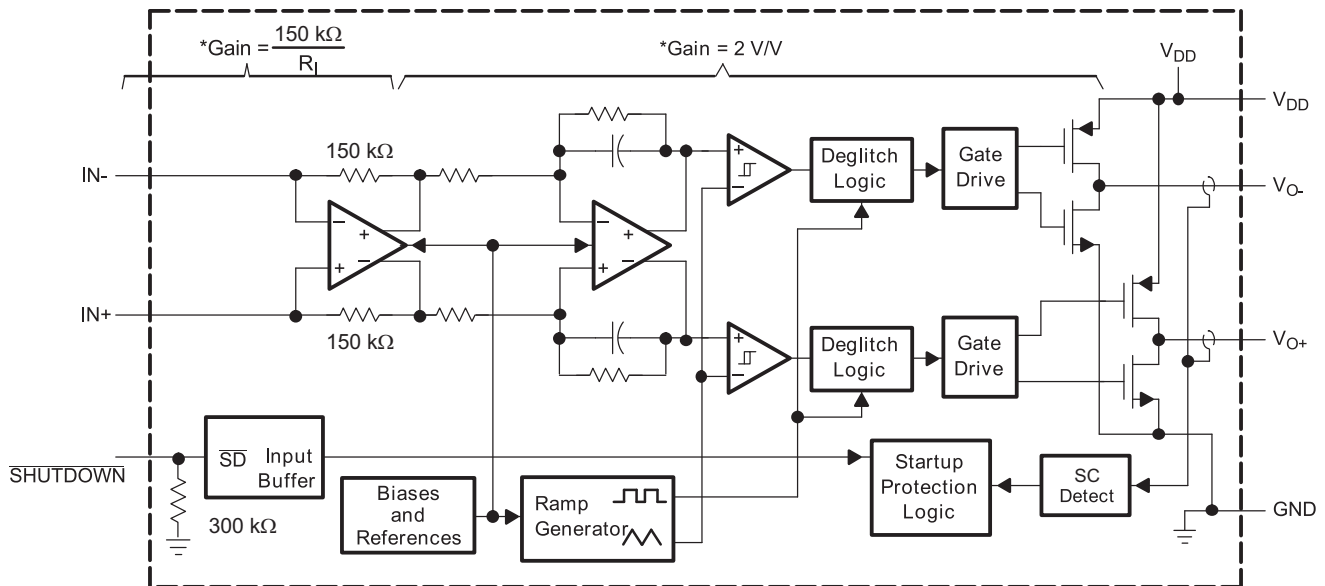 *Gain = 150 kΩ
R_I
*Gain = 2 V/V
V_DD
V_DD
IN-
150 kΩ
Deglitch
Logic
Gate
Drive
V_O-
− +
+ −
− +
+ −
+
−
IN+
150 kΩ
+
−
Deglitch
Logic
Gate
Drive
V_O+
S̅H̅U̅T̅D̅O̅W̅N̅
S̅D̅ Input
Buffer
300 kΩ
Biases
and
References
Ramp
Generator
Startup
Protection
Logic
SC
Detect
GND